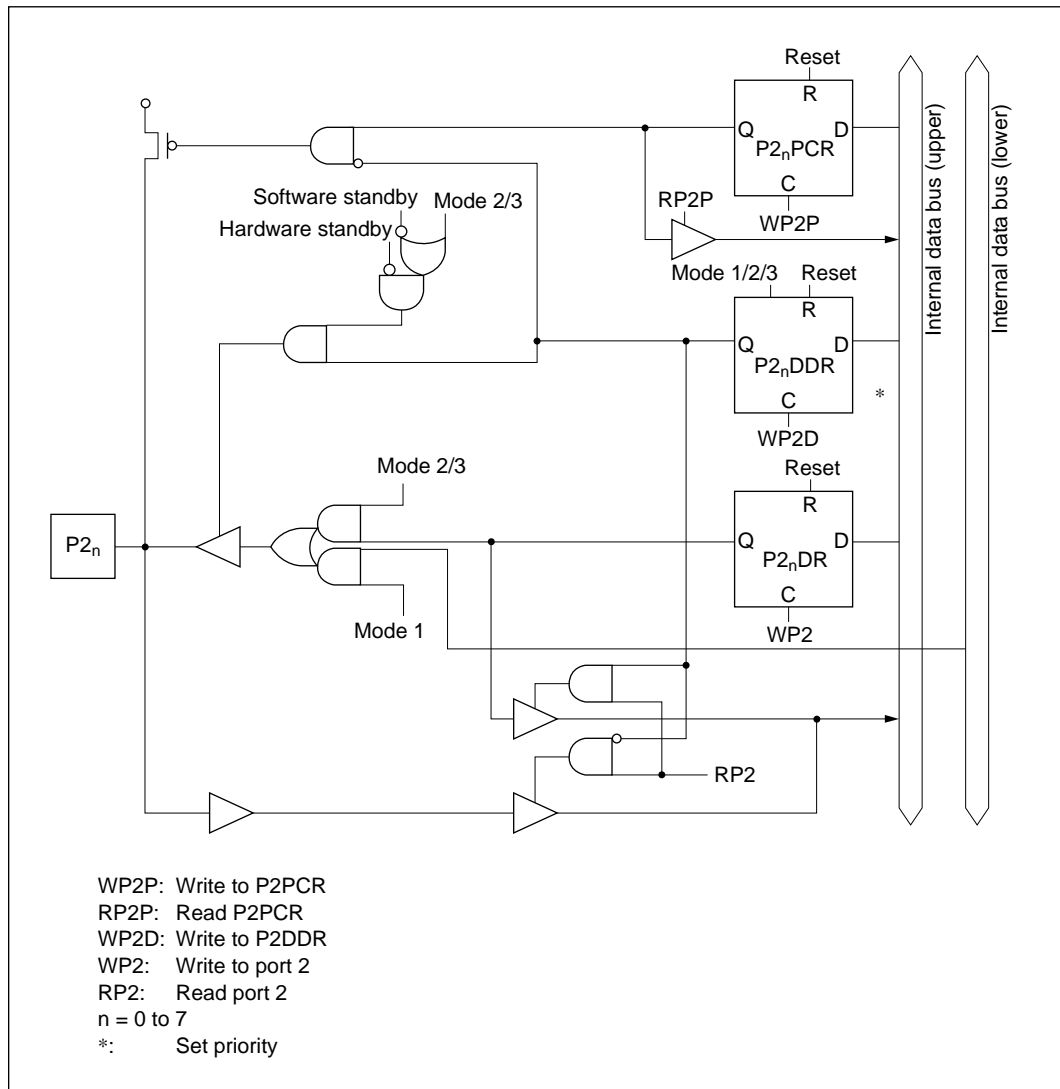 Reset
R
Q
D
P2nPCR
C
WP2P
RP2P
Software standby
Mode 2/3
Hardware standby
Mode 1/2/3
Reset
R
Q
D
P2nDDR
C
*
WP2D
Mode 2/3
Reset
R
Q
D
P2nDR
C
WP2
P2n
Mode 1
RP2
Internal data bus (upper)
Internal data bus (lower)
WP2P: Write to P2PCR
RP2P: Read P2PCR
WP2D: Write to P2DDR
WP2: Write to port 2
RP2: Read port 2
n = 0 to 7
*: Set priority